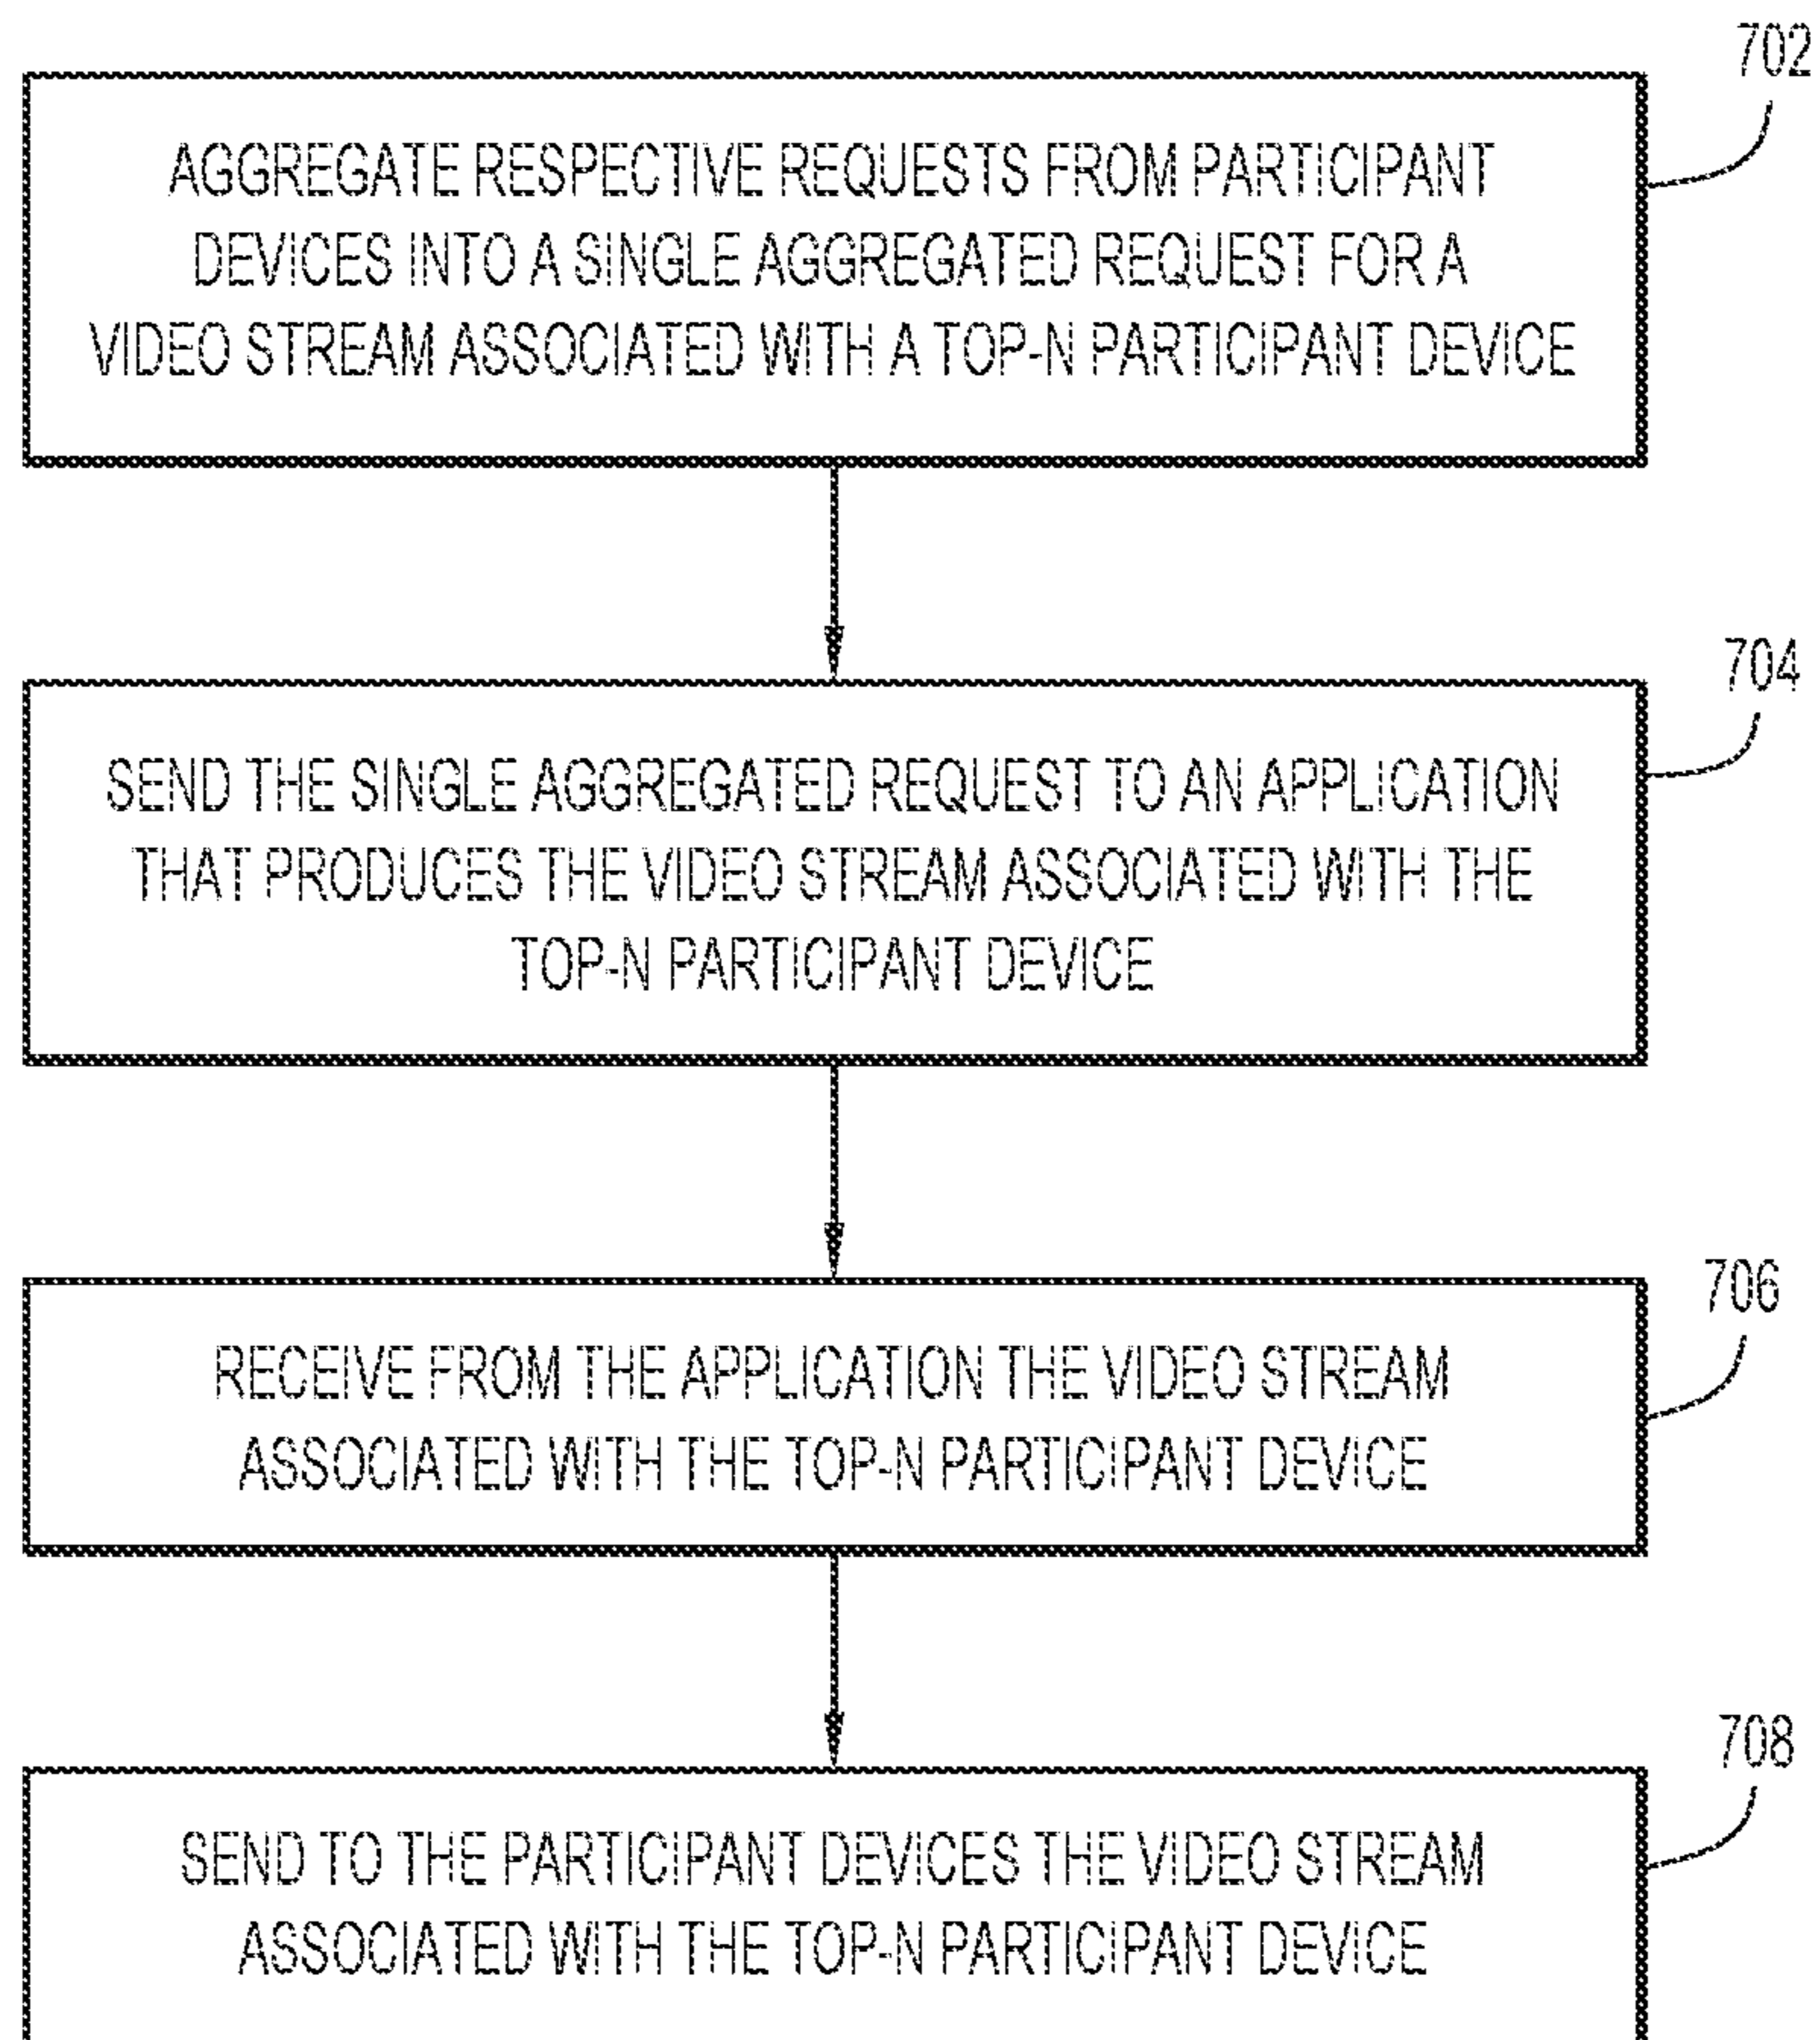 702
AGGREGATE RESPECTIVE REQUESTS FROM PARTICIPANT
DEVICES INTO A SINGLE AGGREGATED REQUEST FOR A
VIDEO STREAM ASSOCIATED WITH A TOP-N PARTICIPANT DEVICE
704
SEND THE SINGLE AGGREGATED REQUEST TO AN APPLICATION
THAT PRODUCES THE VIDEO STREAM ASSOCIATED WITH THE
TOP-N PARTICIPANT DEVICE
706
RECEIVE FROM THE APPLICATION THE VIDEO STREAM
ASSOCIATED WITH THE TOP-N PARTICIPANT DEVICE
708
SEND TO THE PARTICIPANT DEVICES THE VIDEO STREAM
ASSOCIATED WITH THE TOP-N PARTICIPANT DEVICE